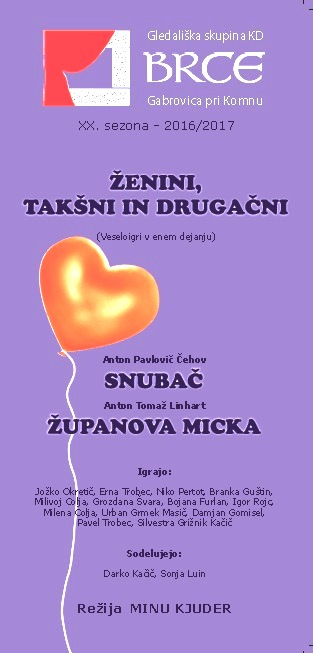 Gledališka skupina KD
BRCE
Gabrovica pri Komnu
XX. sezona - 2016/2017
ŽENINI,
TAKŠNI IN DRUGAČNI
(Veseloigri v enem dejanju)
Anton Pavlovič Čehov
SNUBAČ
Anton Tomaž Linhart
ŽUPANOVA MICKA
Igrajo:
Jožko Okretič, Erna Trobec, Niko Pertot, Branka Guštin,
Milivoj Colja, Grozdana Švara, Bojana Furlan, Igor Rojc,
Milena Colja, Urban Grmek Masič, Damjan Gomisel,
Pavel Trobec, Silvestra Grižnik Kačič
Sodelujejo:
Darko Kačič, Sonja Luin
Režija MINU KJUDER